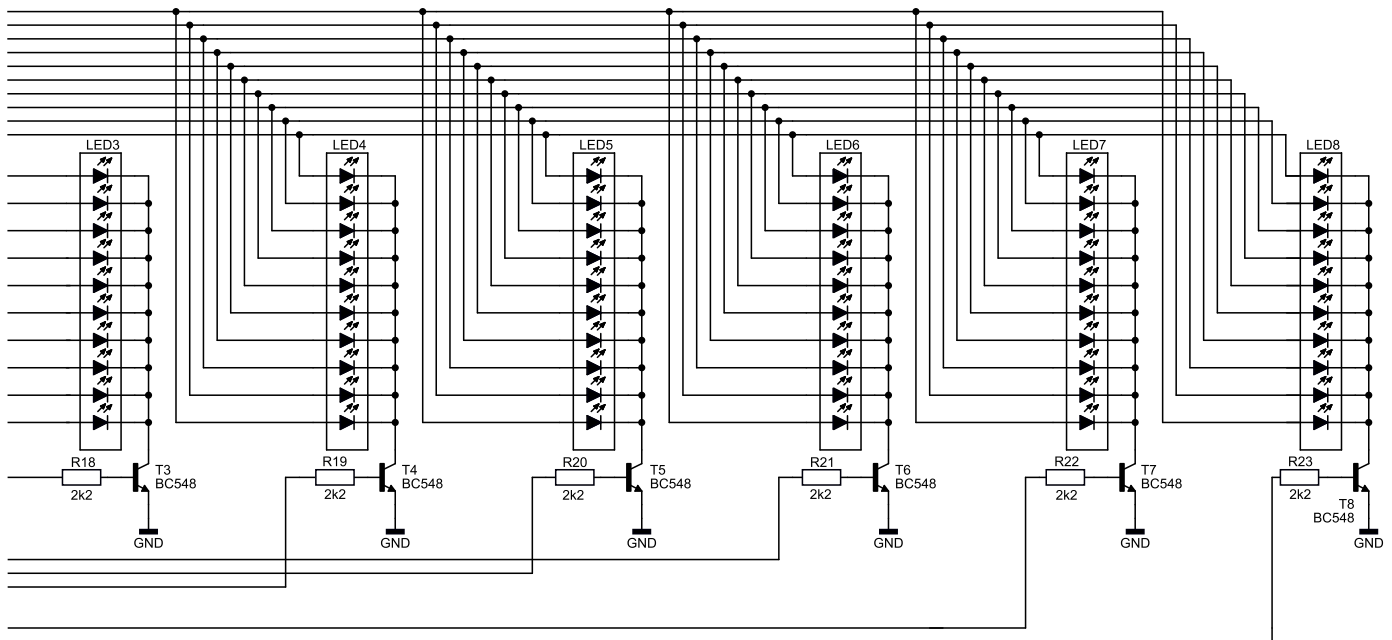 LED3
LED4
LED5
LED6
LED7
LED8
R18
2k2
T3
BC548
GND
R19
2k2
T4
BC548
GND
R20
2k2
T5
BC548
GND
R21
2k2
T6
BC548
GND
R22
2k2
T7
BC548
GND
R23
2k2
T8
BC548
GND